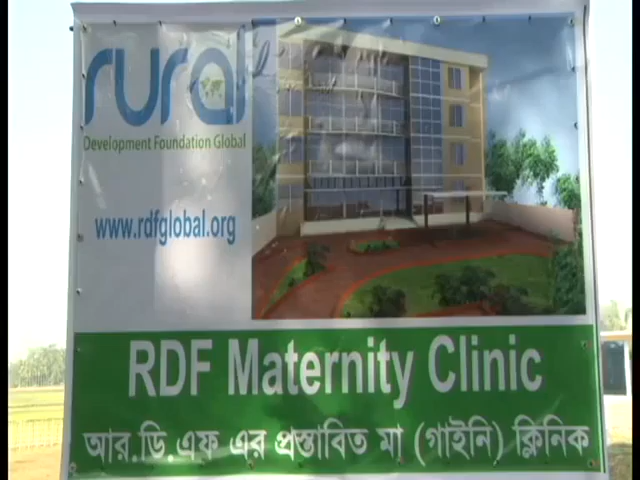 rural
Development Foundation Global
www.rdfglobal.org
RDF Maternity Clinic
আর.ডি.এফ এর প্রস্তাবিত মা (গাইনি) ক্লিনিক